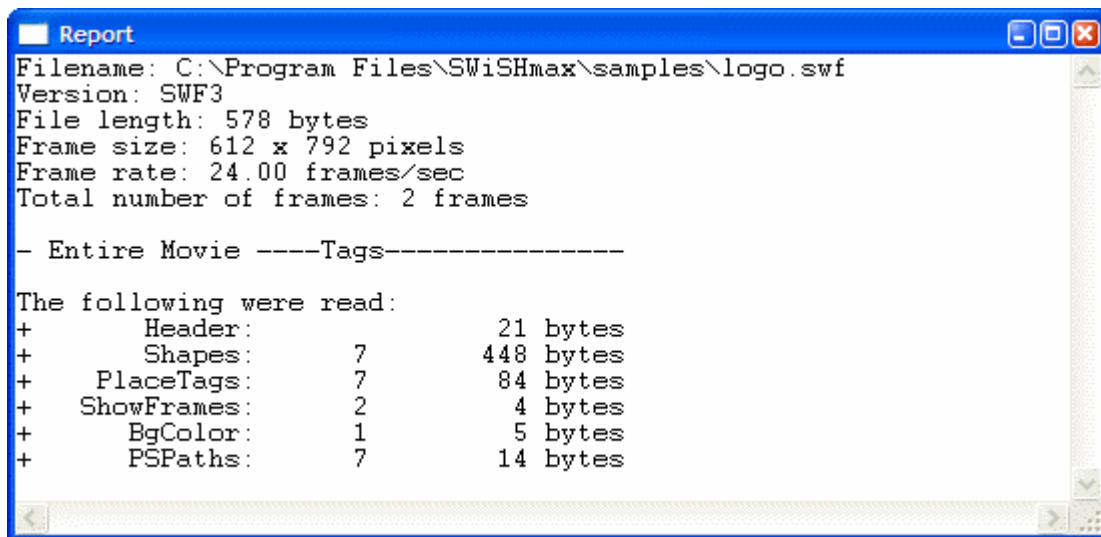 Report
Filename: C:\Program Files\SWiSHmax\samples\logo.swf
Version: SWF3
File length: 578 bytes
Frame size: 612 x 792 pixels
Frame rate: 24.00 frames/sec
Total number of frames: 2 frames
- Entire Movie ----Tags---------------
The following were read:
+ Header: 21 bytes
+ Shapes: 7 448 bytes
+ PlaceTags: 7 84 bytes
+ ShowFrames: 2 4 bytes
+ BgColor: 1 5 bytes
+ PSPaths: 7 14 bytes